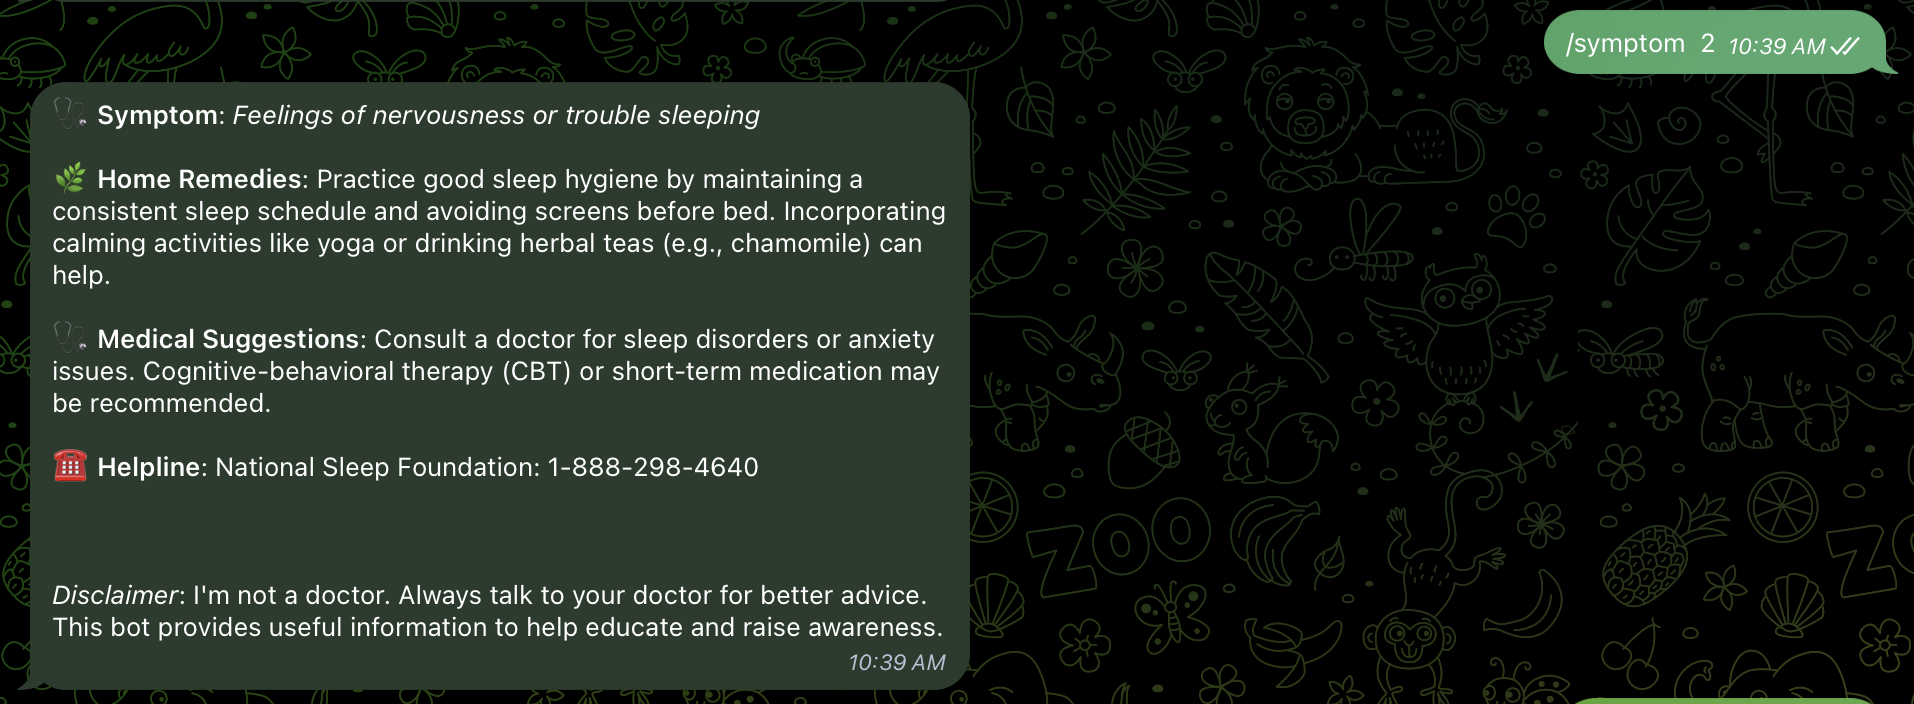 /symptom 2 10:39 AM
Symptom: Feelings of nervousness or trouble sleeping
Home Remedies: Practice good sleep hygiene by maintaining a
consistent sleep schedule and avoiding screens before bed. Incorporating
calming activities like yoga or drinking herbal teas (e.g., chamomile) can
help.
Medical Suggestions: Consult a doctor for sleep disorders or anxiety
issues. Cognitive-behavioral therapy (CBT) or short-term medication may
be recommended.
Helpline: National Sleep Foundation: 1-888-298-4640
Disclaimer: I'm not a doctor. Always talk to your doctor for better advice.
This bot provides useful information to help educate and raise awareness.
10:39 AM
ZOO
ZO